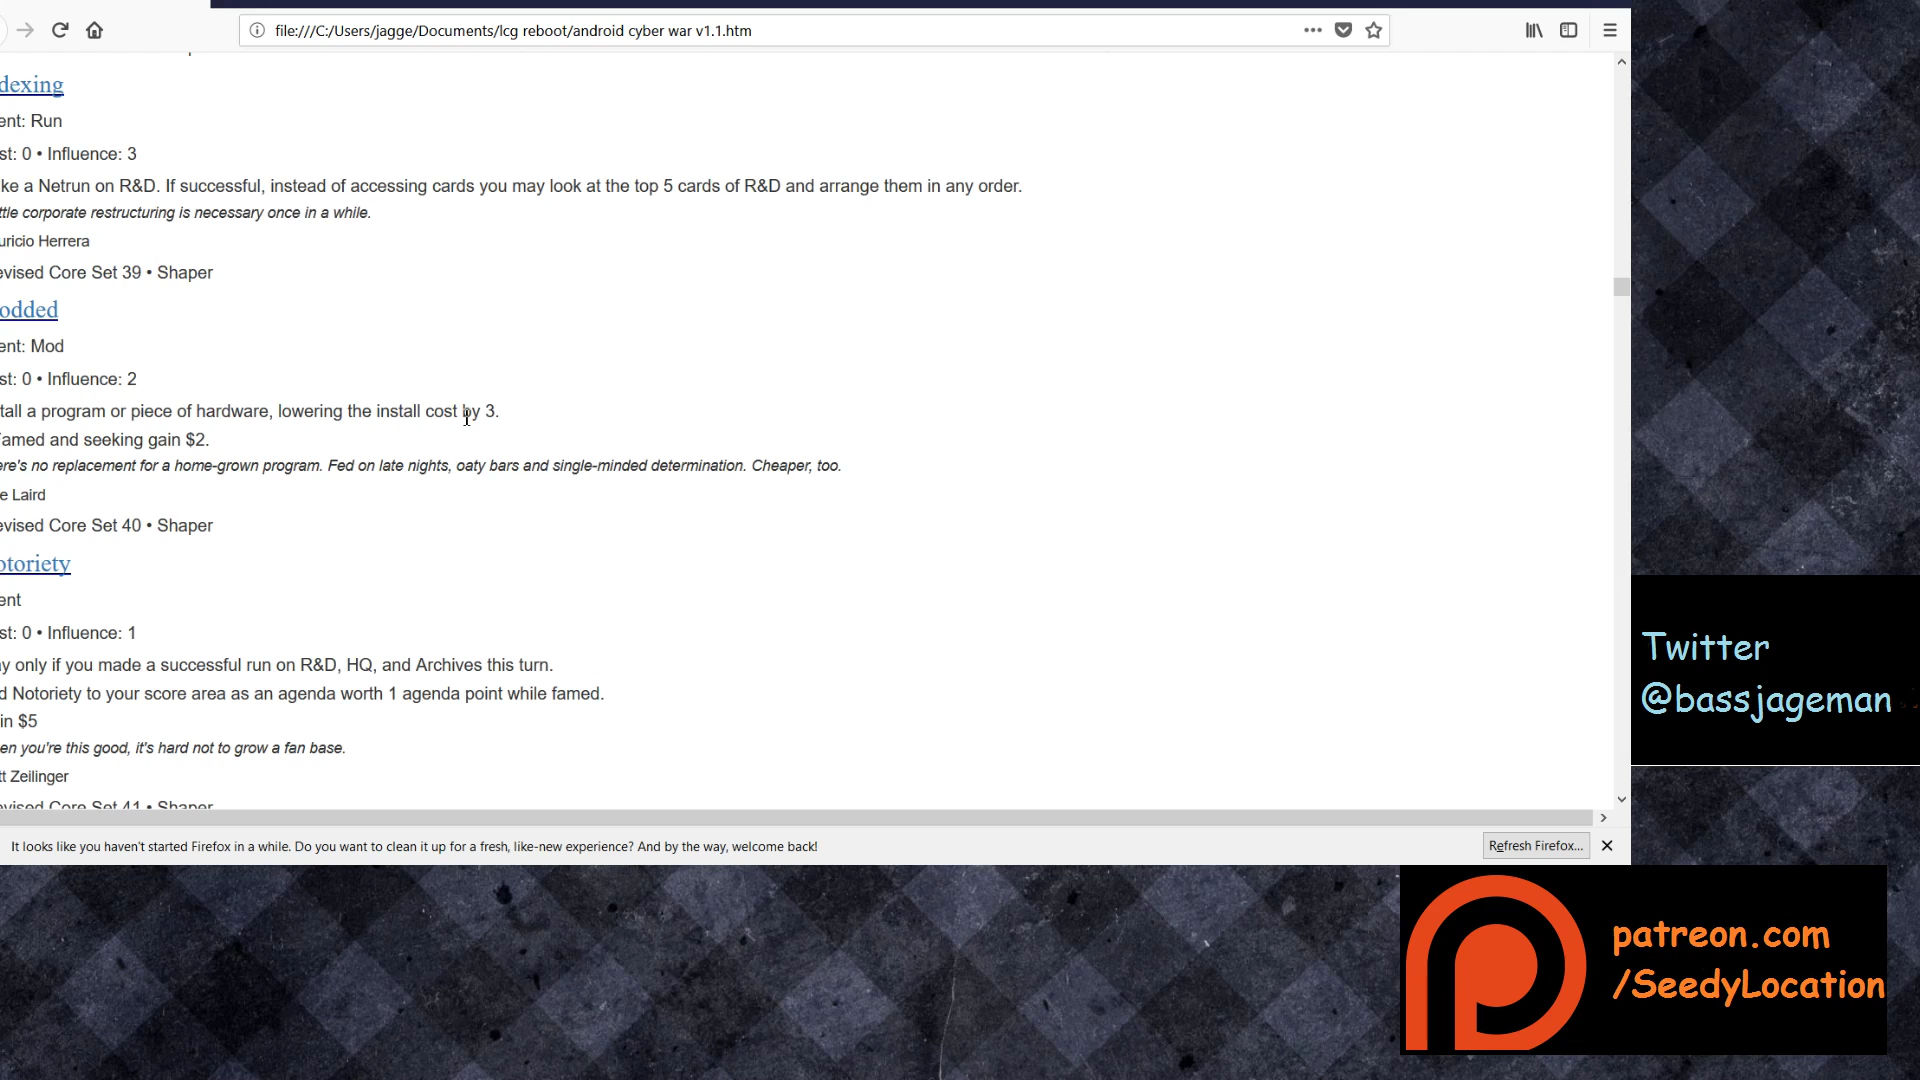 file:///C:/Users/jagge/Documents/lcg reboot/android cyber war v1.1.htm
dexing
ent: Run
st: 0 • Influence: 3
ke a Netrun on R&D. If successful, instead of accessing cards you may look at the top 5 cards of R&D and arrange them in any order.
ttle corporate restructuring is necessary once in a while.
uricio Herrera
evised Core Set 39 • Shaper
odded
ent: Mod
st: 0 • Influence: 2
tall a program or piece of hardware, lowering the install cost by 3.
amed and seeking gain $2.
ere's no replacement for a home-grown program. Fed on late nights, oaty bars and single-minded determination. Cheaper, too.
e Laird
evised Core Set 40 • Shaper
otoriety
ent
st: 0 • Influence: 1
y only if you made a successful run on R&D, HQ, and Archives this turn.
d Notoriety to your score area as an agenda worth 1 agenda point while famed.
in $5
en you're this good, it's hard not to grow a fan base.
tt Zeilinger
evised Core Set 41 • Shaper
It looks like you haven't started Firefox in a while. Do you want to clean it up for a fresh, like-new experience? And by the way, welcome back!
Refresh Firefox...
Twitter
@bassjageman
patreon.com
/SeedyLocation